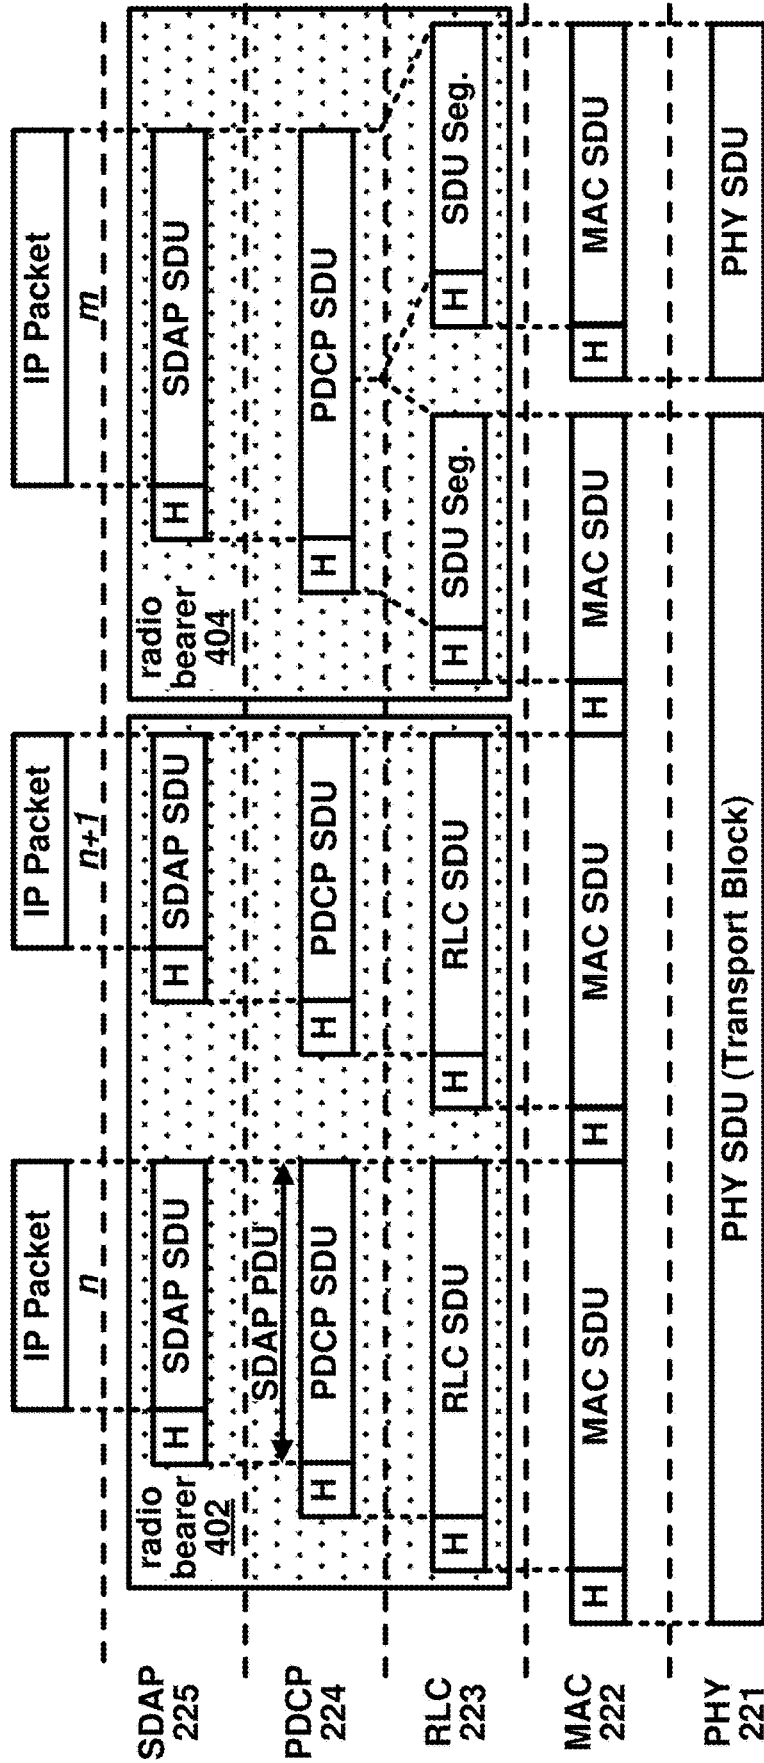 IP Packet
IP Packet
IP Packet
n
n+1
m
SDAP
225
radio
bearer
402
H
SDAP SDU
H
SDAP SDU
radio
bearer
404
H
SDAP SDU
SDAP PDU
PDCP
224
H
PDCP SDU
H
PDCP SDU
H
PDCP SDU
RLC
223
H
RLC SDU
H
RLC SDU
H
SDU Seg.
H
SDU Seg.
MAC
222
H
MAC SDU
H
MAC SDU
H
MAC SDU
H
MAC SDU
PHY
221
PHY SDU (Transport Block)
PHY SDU